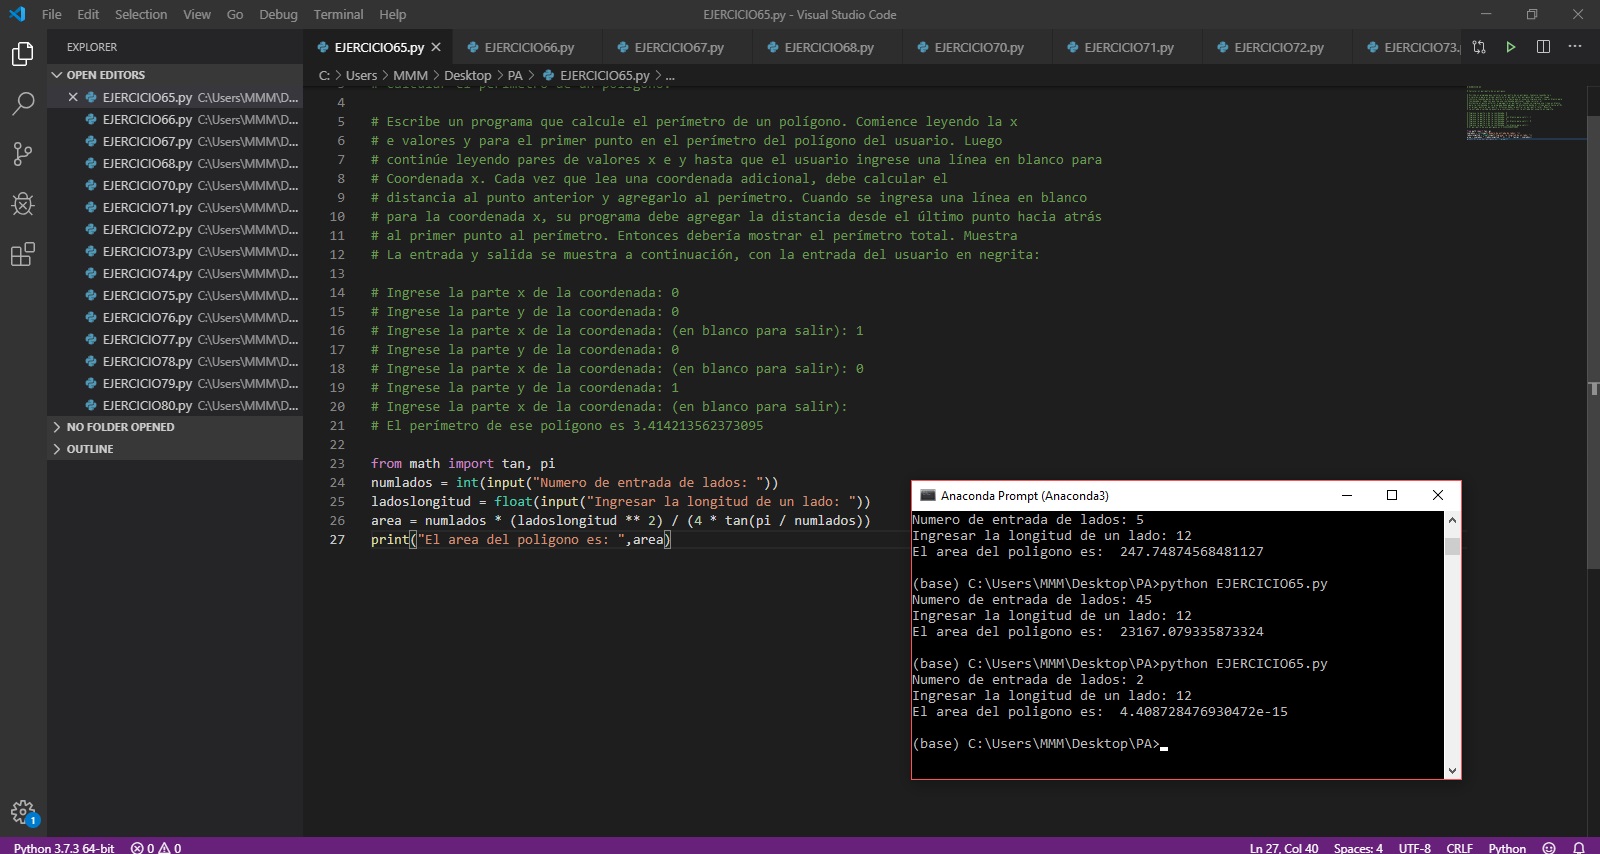 File Edit Selection View Go Debug Terminal Help
EJERCICIO65.py - Visual Studio Code
EXPLORER
OPEN EDITORS
EJERCICIO65.py C:\Users\MMM\D...
EJERCICIO66.py C:\Users\MMM\D...
EJERCICIO67.py C:\Users\MMM\D...
EJERCICIO68.py C:\Users\MMM\D...
EJERCICIO70.py C:\Users\MMM\D...
EJERCICIO71.py C:\Users\MMM\D...
EJERCICIO72.py C:\Users\MMM\D...
EJERCICIO73.py C:\Users\MMM\D...
EJERCICIO74.py C:\Users\MMM\D...
EJERCICIO75.py C:\Users\MMM\D...
EJERCICIO76.py C:\Users\MMM\D...
EJERCICIO77.py C:\Users\MMM\D...
EJERCICIO78.py C:\Users\MMM\D...
EJERCICIO79.py C:\Users\MMM\D...
EJERCICIO80.py C:\Users\MMM\D...
NO FOLDER OPENED
OUTLINE
1
EJERCICIO65.py EJERCICIO66.py EJERCICIO67.py EJERCICIO68.py EJERCICIO70.py EJERCICIO71.py EJERCICIO72.py EJERCICIO73.
C: > Users > MMM > Desktop > PA > EJERCICIO65.py > ...
3 # Calcular el perímetro de un polígono.
4
5 # Escribe un programa que calcule el perímetro de un polígono. Comience leyendo la x
6 # e valores y para el primer punto en el perímetro del polígono del usuario. Luego
7 # continúe leyendo pares de valores x e y hasta que el usuario ingrese una línea en blanco para
8 # Coordenada x. Cada vez que lea una coordenada adicional, debe calcular el
9 # distancia al punto anterior y agregarlo al perímetro. Cuando se ingresa una línea en blanco
10 # para la coordenada x, su programa debe agregar la distancia desde el último punto hacia atrás
11 # al primer punto al perímetro. Entonces debería mostrar el perímetro total. Muestra
12 # La entrada y salida se muestra a continuación, con la entrada del usuario en negrita:
13
14 # Ingrese la parte x de la coordenada: 0
15 # Ingrese la parte y de la coordenada: 0
16 # Ingrese la parte x de la coordenada: (en blanco para salir): 1
17 # Ingrese la parte y de la coordenada: 0
18 # Ingrese la parte x de la coordenada: (en blanco para salir): 0
19 # Ingrese la parte y de la coordenada: 1
20 # Ingrese la parte x de la coordenada: (en blanco para salir):
21 # El perímetro de ese polígono es 3.414213562373095
22
23 from math import tan, pi
24 numlados = int(input("Numero de entrada de lados: "))
25 ladoslongitud = float(input("Ingresar la longitud de un lado: "))
26 area = numlados * (ladoslongitud ** 2) / (4 * tan(pi / numlados))
27 print("El area del poligono es: ",area)
Anaconda Prompt (Anaconda3)
Numero de entrada de lados: 5
Ingresar la longitud de un lado: 12
El area del poligono es:  247.74874568481127
(base) C:\Users\MMM\Desktop\PA>python EJERCICIO65.py
Numero de entrada de lados: 45
Ingresar la longitud de un lado: 12
El area del poligono es:  23167.079335873324
(base) C:\Users\MMM\Desktop\PA>python EJERCICIO65.py
Numero de entrada de lados: 2
Ingresar la longitud de un lado: 12
El area del poligono es:  4.408728476930472e-15
(base) C:\Users\MMM\Desktop\PA>
Python 3.7.3 64-bit 0 0 Ln 27, Col 40 Spaces: 4 UTF-8 CRLF Python